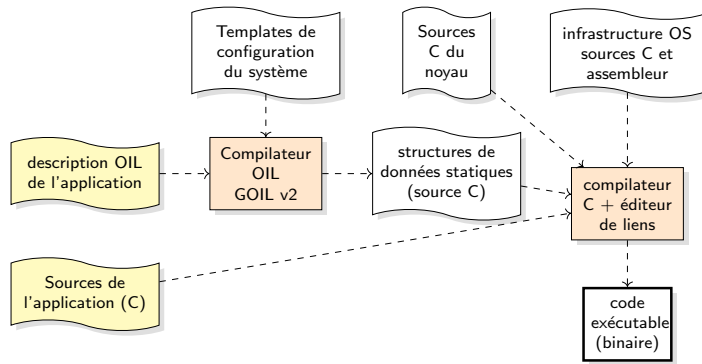 Templates de
configuration
du système
Sources
C du
noyau
infrastructure OS
sources C et
assembleur
description OIL
de l'application
Compilateur
OIL
GOIL v2
structures de
données statiques
(source C)
compilateur
C + éditeur
de liens
Sources de
l'application (C)
code
exécutable
(binaire)